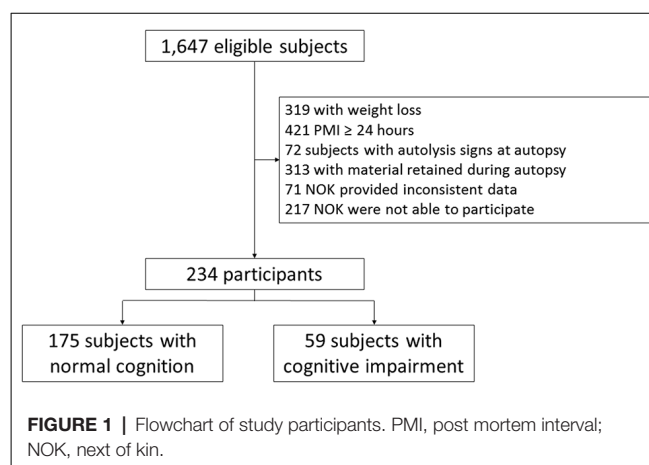 1,647 eligible subjects
319 with weight loss
421 PMI ≥ 24 hours
72 subjects with autolysis signs at autopsy
313 with material retained during autopsy
71 NOK provided inconsistent data
217 NOK were not able to participate
234 participants
175 subjects with
normal cognition
59 subjects with
cognitive impairment
FIGURE 1 | Flowchart of study participants. PMI, post mortem interval;
NOK, next of kin.